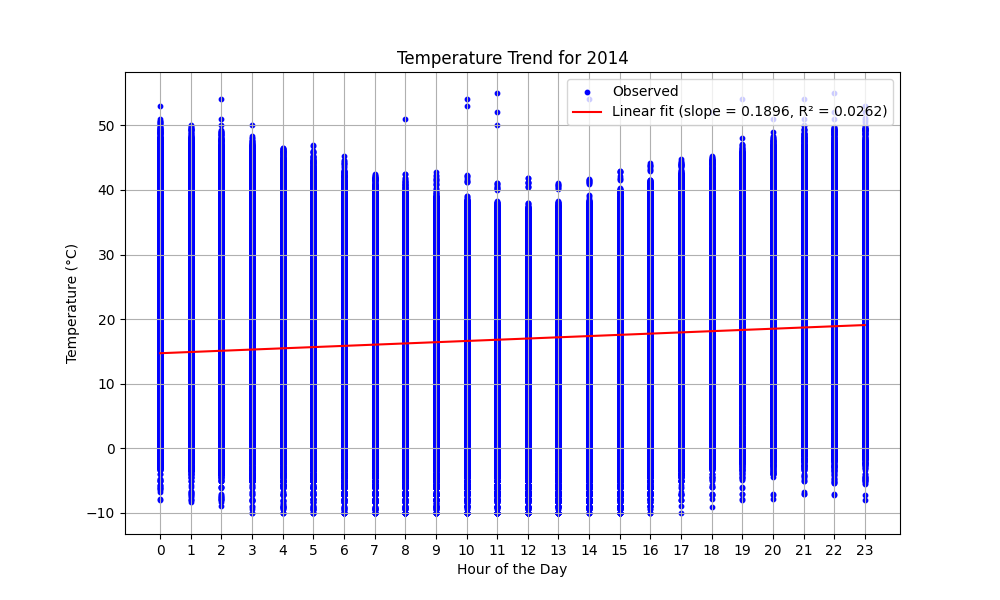 Temperature Trend for 2014
Observed
Linear fit (slope = 0.1896, R² = 0.0262)
Temperature (°C)
50
40
30
20
10
0
−10
0 1 2 3 4 5 6 7 8 9 10 11 12 13 14 15 16 17 18 19 20 21 22 23
Hour of the Day